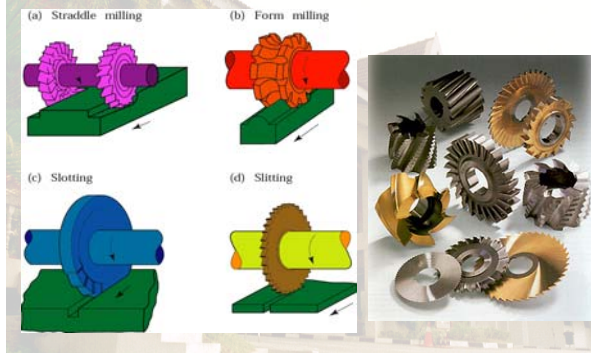 (a) Straddle milling
(b) Form milling
(c) Slotting
(d) Slitting